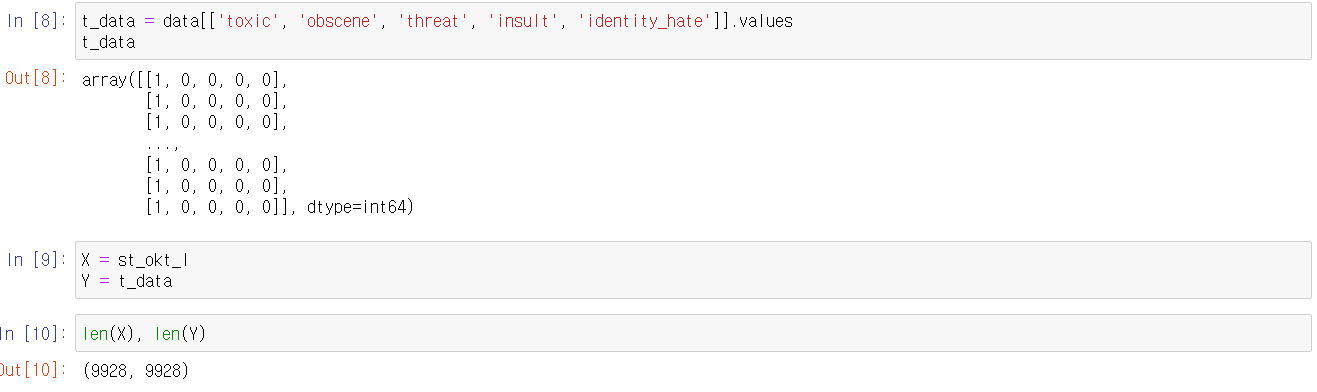 In [8]: t_data = data[['toxic', 'obscene', 'threat', 'insult', 'identity_hate']].values
t_data
Out[8]: array([[1, 0, 0, 0, 0],
[1, 0, 0, 0, 0],
[1, 0, 0, 0, 0],
...,
[1, 0, 0, 0, 0],
[1, 0, 0, 0, 0],
[1, 0, 0, 0, 0]], dtype=int64)
In [9]: X = st_okt_l
Y = t_data
In [10]: len(X), len(Y)
Out[10]: (9928, 9928)